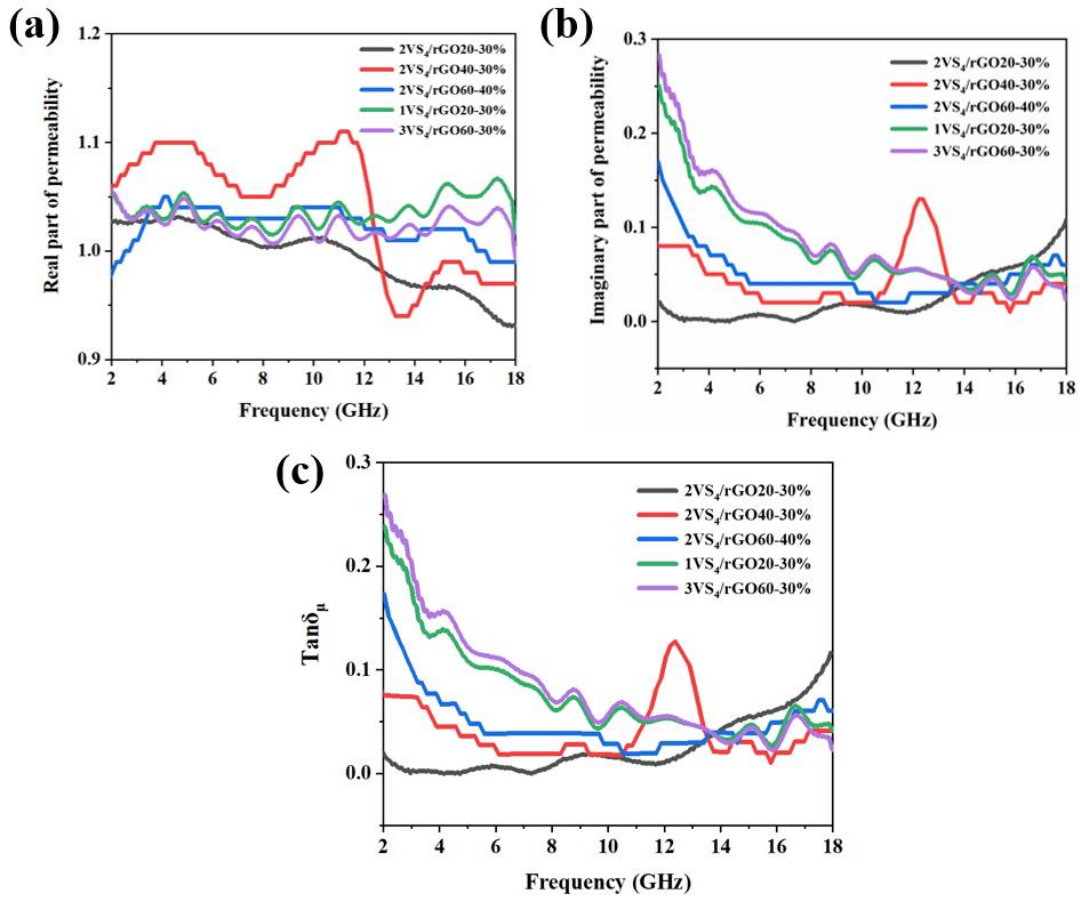 (a)
1.2
1.1
1.0
0.9
Real part of permeability
2VS₄/rGO20-30%
2VS₄/rGO40-30%
2VS₄/rGO60-40%
1VS₄/rGO20-30%
3VS₄/rGO60-30%
2 4 6 8 10 12 14 16 18
Frequency (GHz)
(b)
0.3
0.2
0.1
0.0
Imaginary part of permeability
2VS₄/rGO20-30%
2VS₄/rGO40-30%
2VS₄/rGO60-40%
1VS₄/rGO20-30%
3VS₄/rGO60-30%
2 4 6 8 10 12 14 16 18
Frequency (GHz)
(c)
0.3
0.2
0.1
0.0
Tanδμ
2VS₄/rGO20-30%
2VS₄/rGO40-30%
2VS₄/rGO60-40%
1VS₄/rGO20-30%
3VS₄/rGO60-30%
2 4 6 8 10 12 14 16 18
Frequency (GHz)